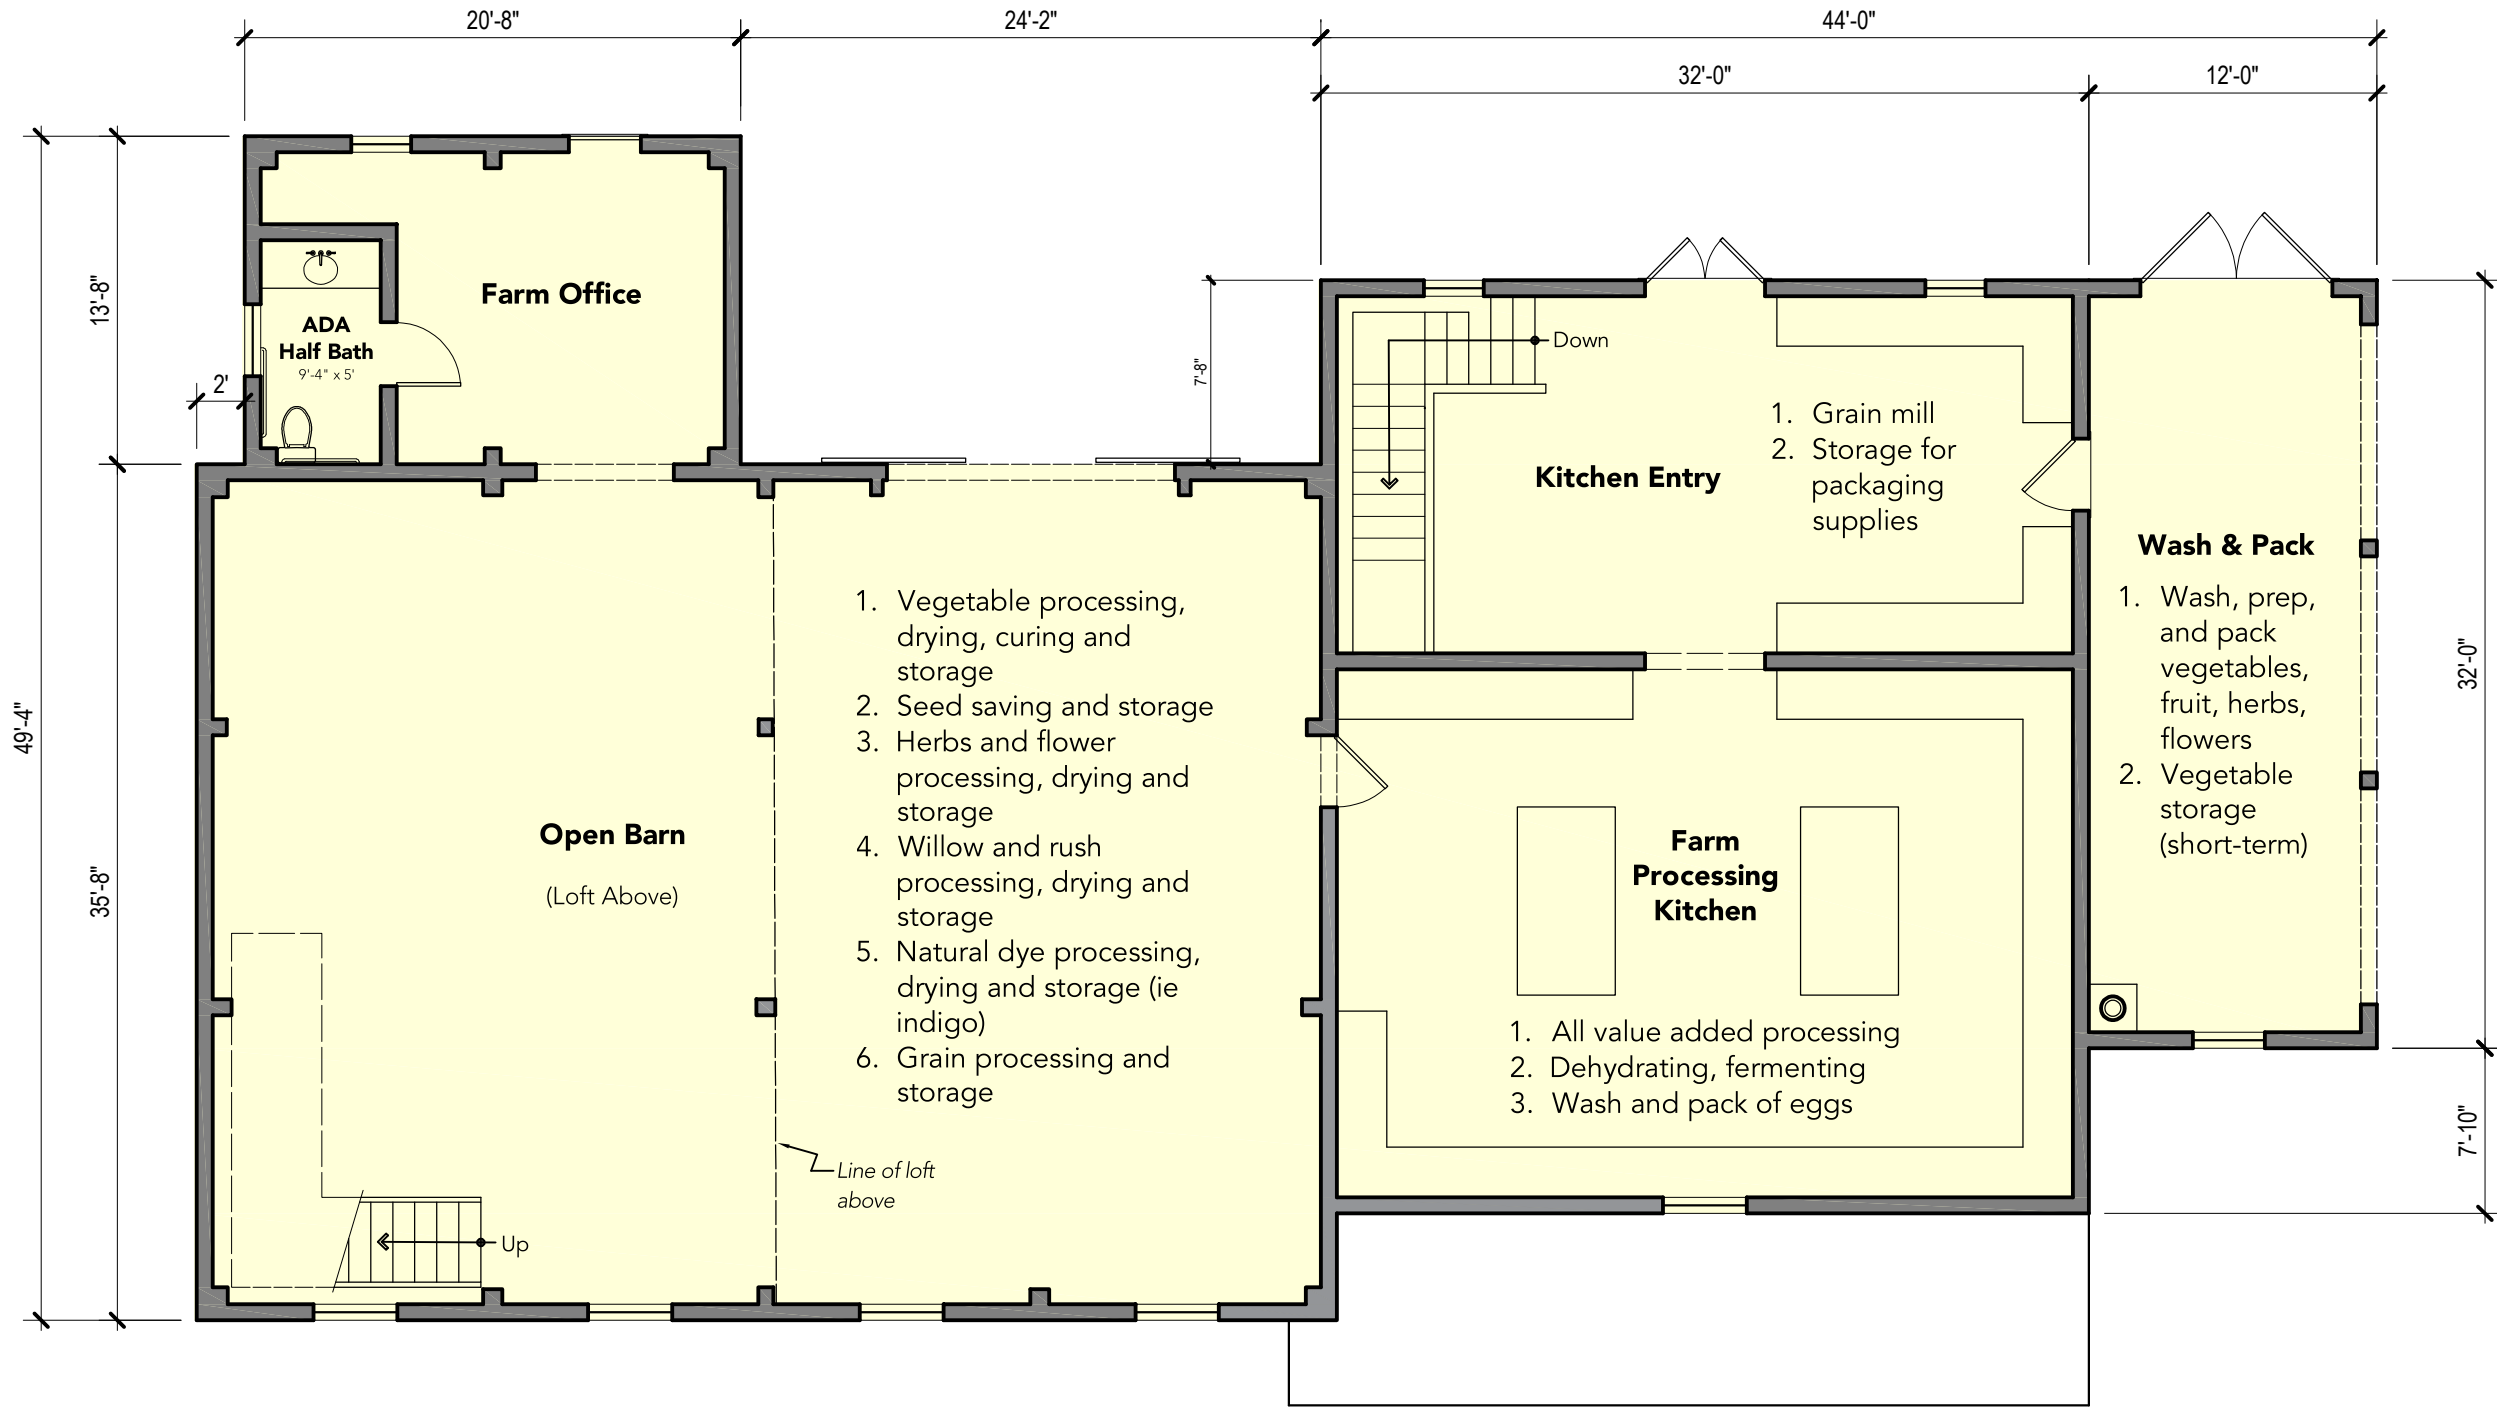 20'-8"
24'-2"
44'-0"
32'-0"
12'-0"
49'-4"
13'-8"
35'-8"
2'
7'-8"
32'-0"
7'-10"
Farm Office
ADA
Half Bath
9'-4" x 5'
Down
Kitchen Entry
1. Grain mill
2. Storage for
packaging
supplies
Wash & Pack
1. Wash, prep,
and pack
vegetables,
fruit, herbs,
flowers
2. Vegetable
storage
(short-term)
Open Barn
(Loft Above)
1. Vegetable processing,
drying, curing and
storage
2. Seed saving and storage
3. Herbs and flower
processing, drying and
storage
4. Willow and rush
processing, drying and
storage
5. Natural dye processing,
drying and storage (ie
indigo)
6. Grain processing and
storage
Line of loft
above
Up
Farm
Processing
Kitchen
1. All value added processing
2. Dehydrating, fermenting
3. Wash and pack of eggs